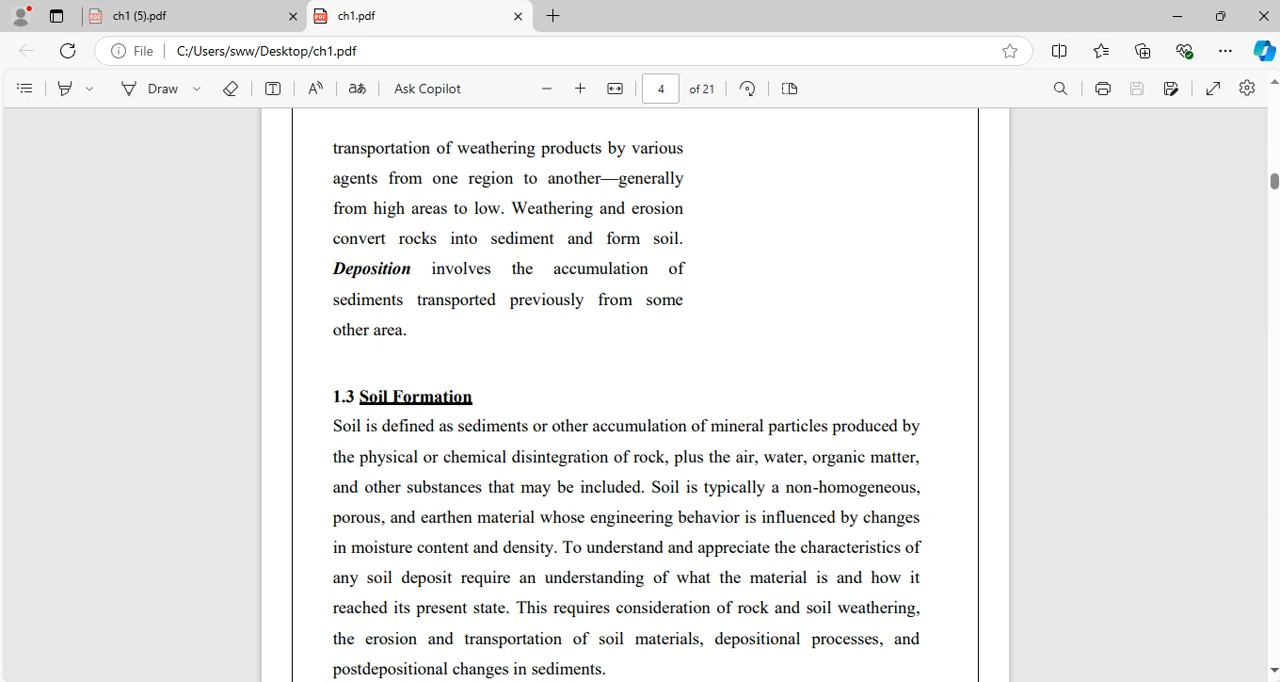 ch1 (5).pdf
ch1.pdf
File
C:/Users/sww/Desktop/ch1.pdf
Draw
aあ
Ask Copilot
4
of 21
transportation of weathering products by various
agents from one region to another—generally
from high areas to low. Weathering and erosion
convert rocks into sediment and form soil.
Deposition involves the accumulation of
sediments transported previously from some
other area.
1.3 Soil Formation
Soil is defined as sediments or other accumulation of mineral particles produced by
the physical or chemical disintegration of rock, plus the air, water, organic matter,
and other substances that may be included. Soil is typically a non-homogeneous,
porous, and earthen material whose engineering behavior is influenced by changes
in moisture content and density. To understand and appreciate the characteristics of
any soil deposit require an understanding of what the material is and how it
reached its present state. This requires consideration of rock and soil weathering,
the erosion and transportation of soil materials, depositional processes, and
postdepositional changes in sediments.